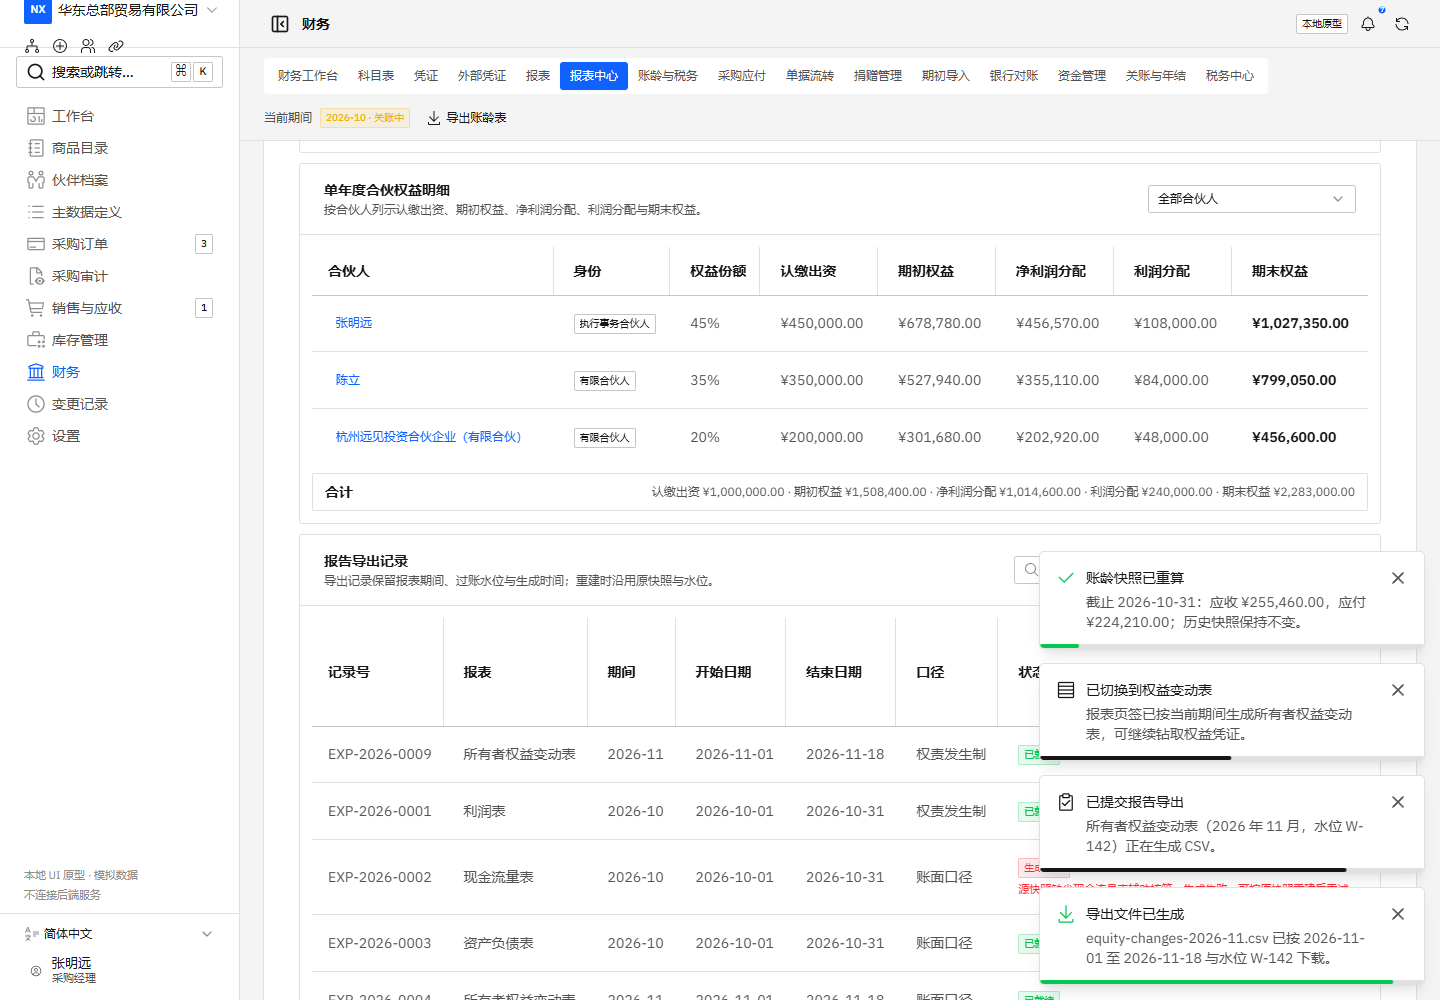 NX 华东总部贸易有限公司
搜索或跳转... ⌘ K
工作台
商品目录
伙伴档案
主数据定义
采购订单 3
采购审计
销售与应收 1
库存管理
财务
变更记录
设置
本地 UI 原型 · 模拟数据
不连接后端服务
简体中文
张明远
采购经理
财务
本地原型
财务工作台 科目表 凭证 外部凭证 报表 报表中心 账龄与税务 采购应付 单据流转 捐赠管理 期初导入 银行对账 资金管理 关账与年结 税务中心
当前期间 2026-10 · 关账中 导出账龄表
单年度合伙权益明细
按合伙人列示认缴出资、期初权益、净利润分配、利润分配与期末权益。
全部合伙人
合伙人 身份 权益份额 认缴出资 期初权益 净利润分配 利润分配 期末权益
张明远 执行事务合伙人 45% ¥450,000.00 ¥678,780.00 ¥456,570.00 ¥108,000.00 ¥1,027,350.00
陈立 有限合伙人 35% ¥350,000.00 ¥527,940.00 ¥355,110.00 ¥84,000.00 ¥799,050.00
杭州远见投资合伙企业（有限合伙） 有限合伙人 20% ¥200,000.00 ¥301,680.00 ¥202,920.00 ¥48,000.00 ¥456,600.00
合计 认缴出资 ¥1,000,000.00 · 期初权益 ¥1,508,400.00 · 净利润分配 ¥1,014,600.00 · 利润分配 ¥240,000.00 · 期末权益 ¥2,283,000.00
报告导出记录
导出记录保留报表期间、过账水位与生成时间；重建时沿用原快照与水位。
记录号 报表 期间 开始日期 结束日期 口径 状态
EXP-2026-0009 所有者权益变动表 2026-11 2026-11-01 2026-11-18 权责发生制
EXP-2026-0001 利润表 2026-10 2026-10-01 2026-10-31 权责发生制
EXP-2026-0002 现金流量表 2026-10 2026-10-01 2026-10-31 账面口径
EXP-2026-0003 资产负债表 2026-10 2026-10-01 2026-10-31 账面口径
EXP-2026-0004 所有者权益变动表 2026-11 2026-11-01 2026-11-18 账面口径 已就绪
账龄快照已重算
截止 2026-10-31：应收 ¥255,460.00，应付
¥224,210.00；历史快照保持不变。
已切换到权益变动表
报表页签已按当前期间生成所有者权益变动
表，可继续钻取权益凭证。
已提交报告导出
所有者权益变动表（2026 年 11 月，水位 W-
142）正在生成 CSV。
导出文件已生成
equity-changes-2026-11.csv 已按 2026-11-
01 至 2026-11-18 与水位 W-142 下载。